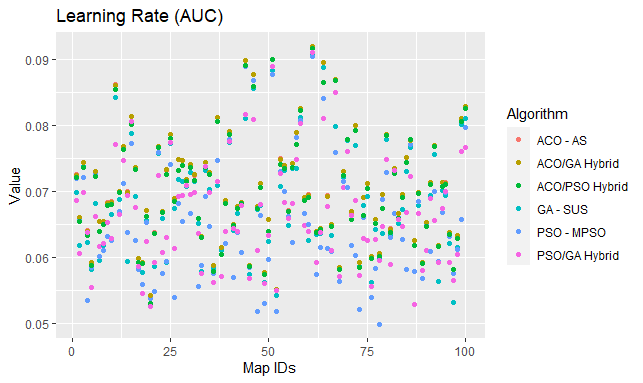 Learning Rate (AUC)
0.09
0.08
0.07
0.06
0.05
Value
0
25
50
75
100
Map IDs
Algorithm
ACO - AS
ACO/GA Hybrid
ACO/PSO Hybrid
GA - SUS
PSO - MPSO
PSO/GA Hybrid